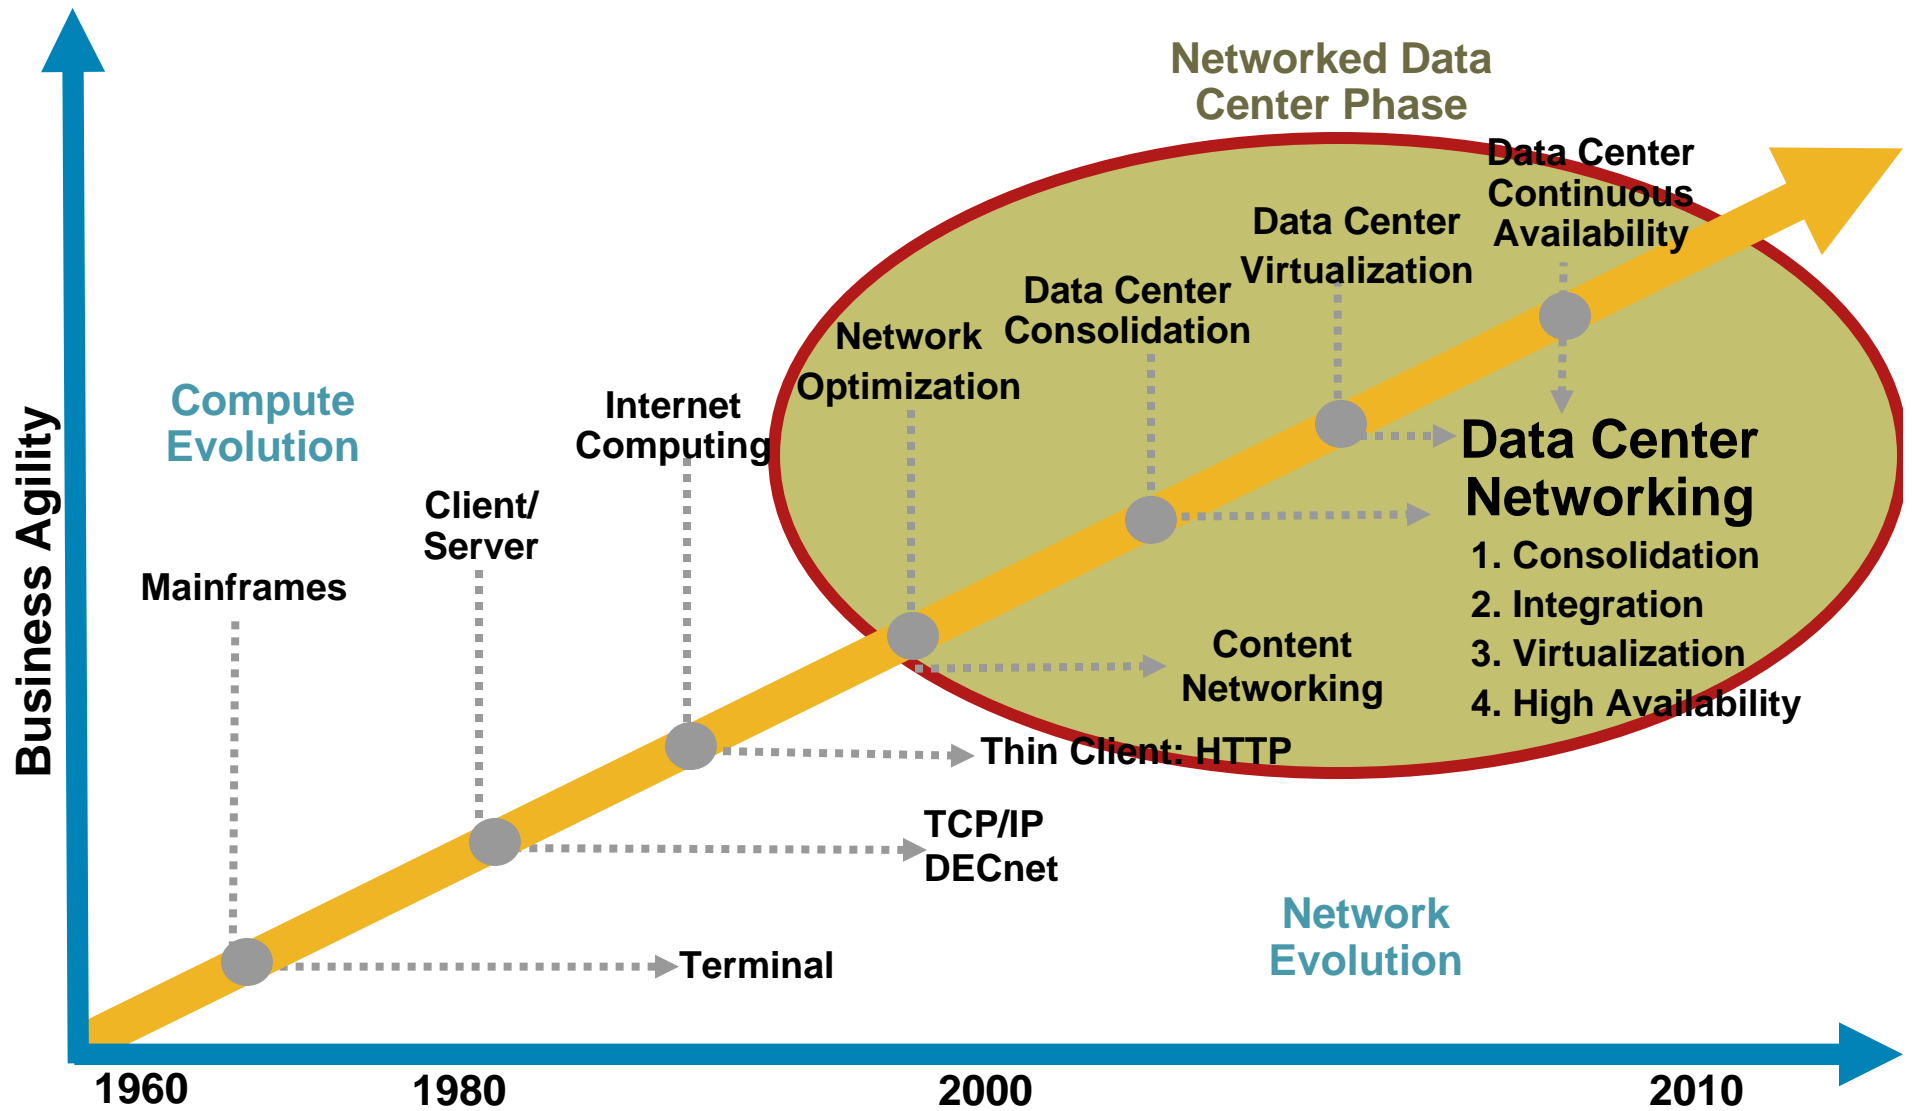 Networked Data
Center Phase
Data Center
Continuous
Availability
Data Center
Virtualization
Data Center
Consolidation
Network
Optimization
Internet
Computing
Compute
Evolution
Client/
Server
Mainframes
Business Agility
Data Center
Networking
1. Consolidation
2. Integration
3. Virtualization
4. High Availability
Content
Networking
Thin Client: HTTP
TCP/IP
DECnet
Terminal
Network
Evolution
1960
1980
2000
2010